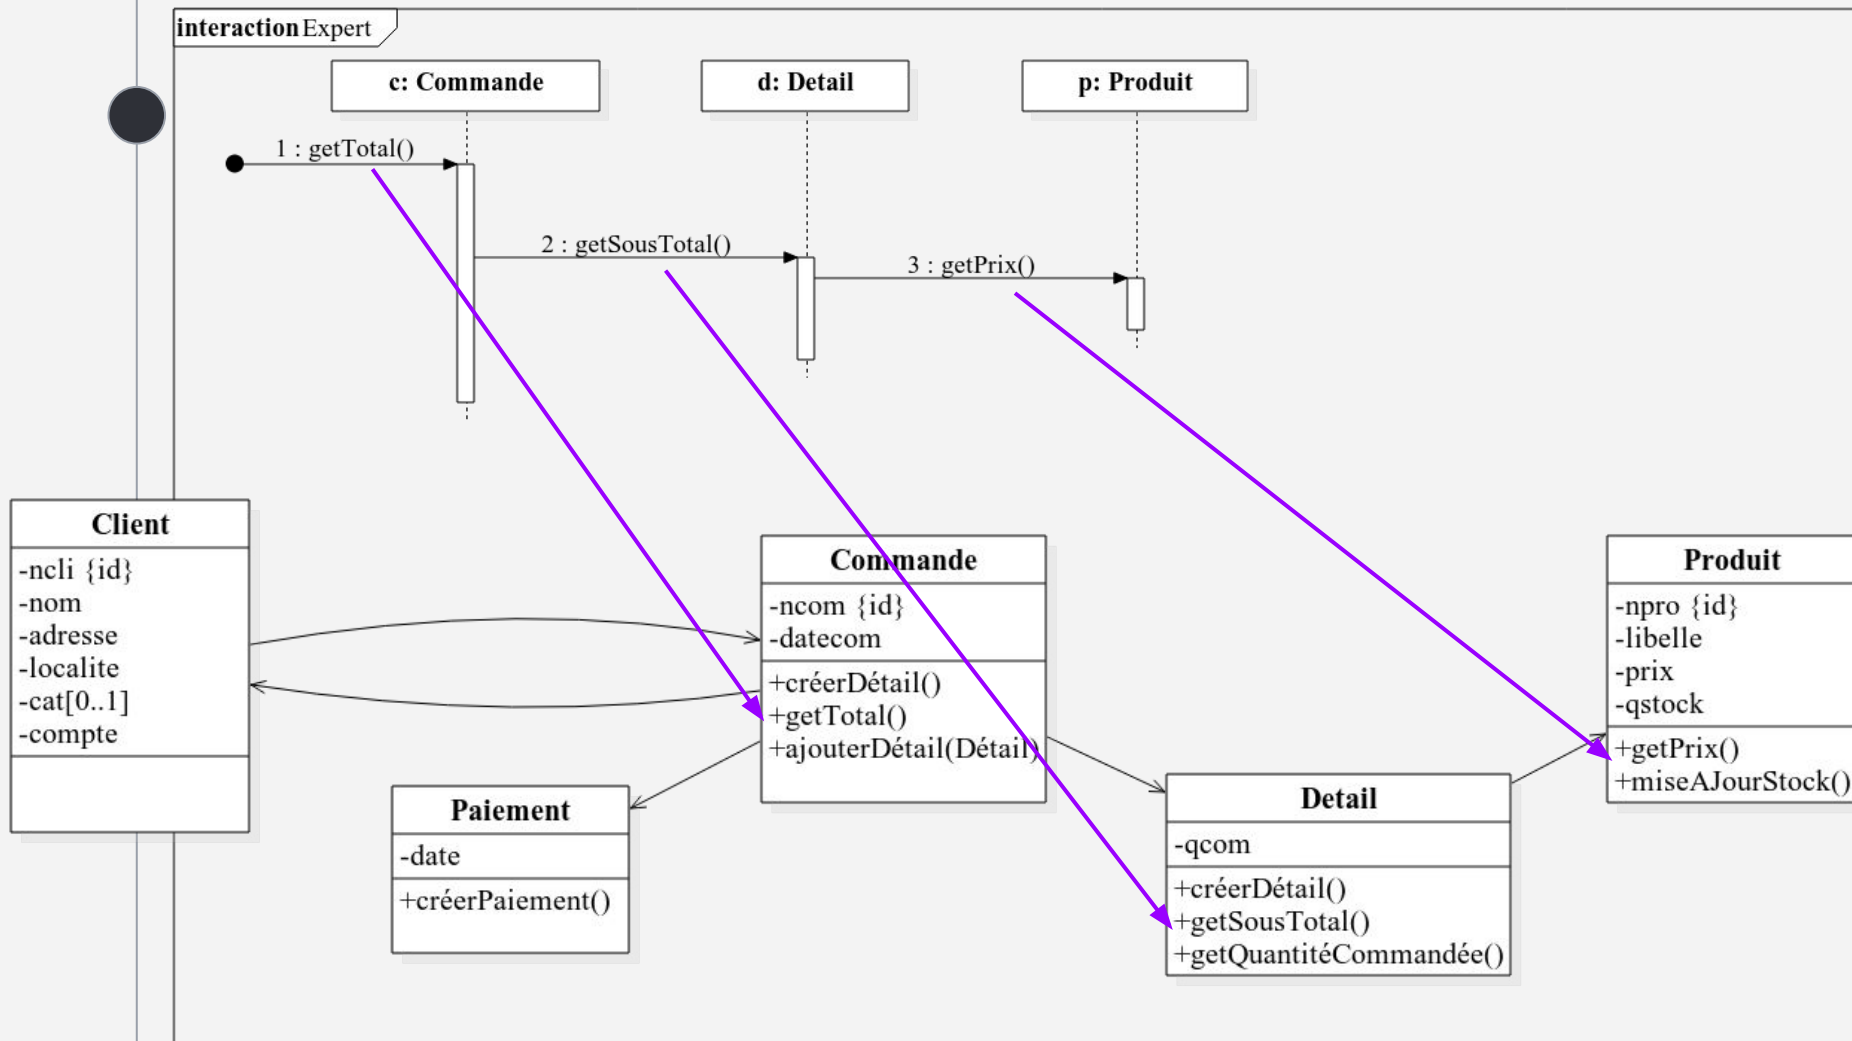 interaction Expert
c: Commande
d: Detail
p: Produit
1 : getTotal()
2 : getSousTotal()
3 : getPrix()
Client
-ncli {id}
-nom
-adresse
-localite
-cat[0..1]
-compte
Commande
-ncom {id}
-datecom
+créerDétail()
+getTotal()
+ajouterDétail(Détail)
Produit
-npro {id}
-libelle
-prix
-qstock
+getPrix()
+miseAJourStock()
Paiement
-date
+créerPaiement()
Detail
-qcom
+créerDétail()
+getSousTotal()
+getQuantitéCommandée()